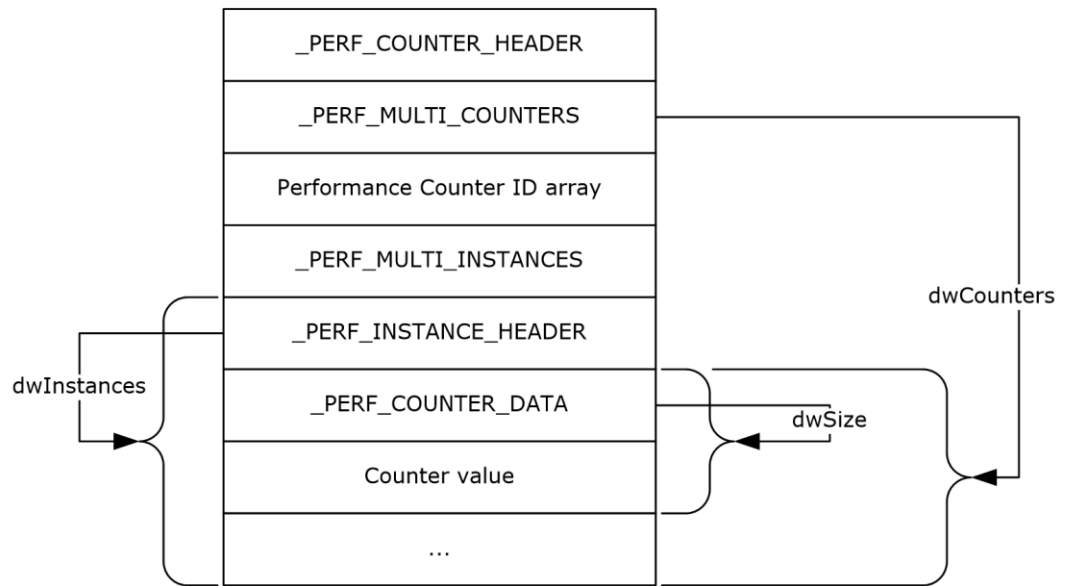 _PERF_COUNTER_HEADER
_PERF_MULTI_COUNTERS
Performance Counter ID array
_PERF_MULTI_INSTANCES
dwCounters
_PERF_INSTANCE_HEADER
dwInstances
_PERF_COUNTER_DATA
dwSize
Counter value
...